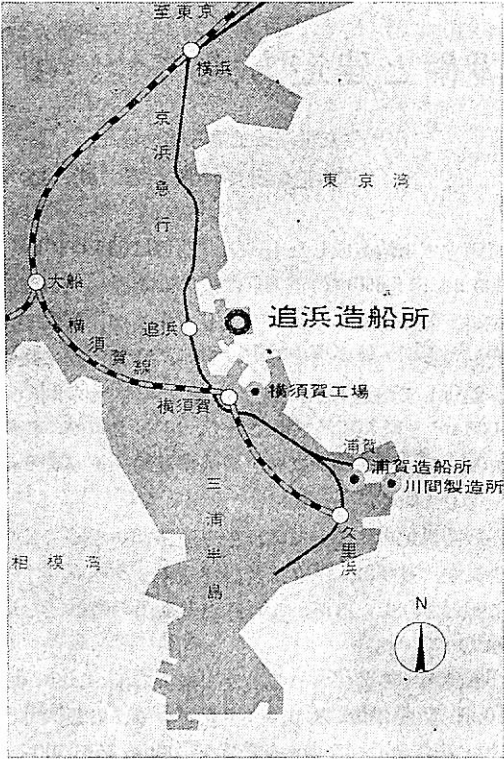 至東京
横浜
京浜急行
東京湾
大船
横須賀線
追浜
追浜造船所
横須賀
横須賀工場
浦賀
浦賀造船所
川間製造所
三浦半島
久里浜
相模湾
N